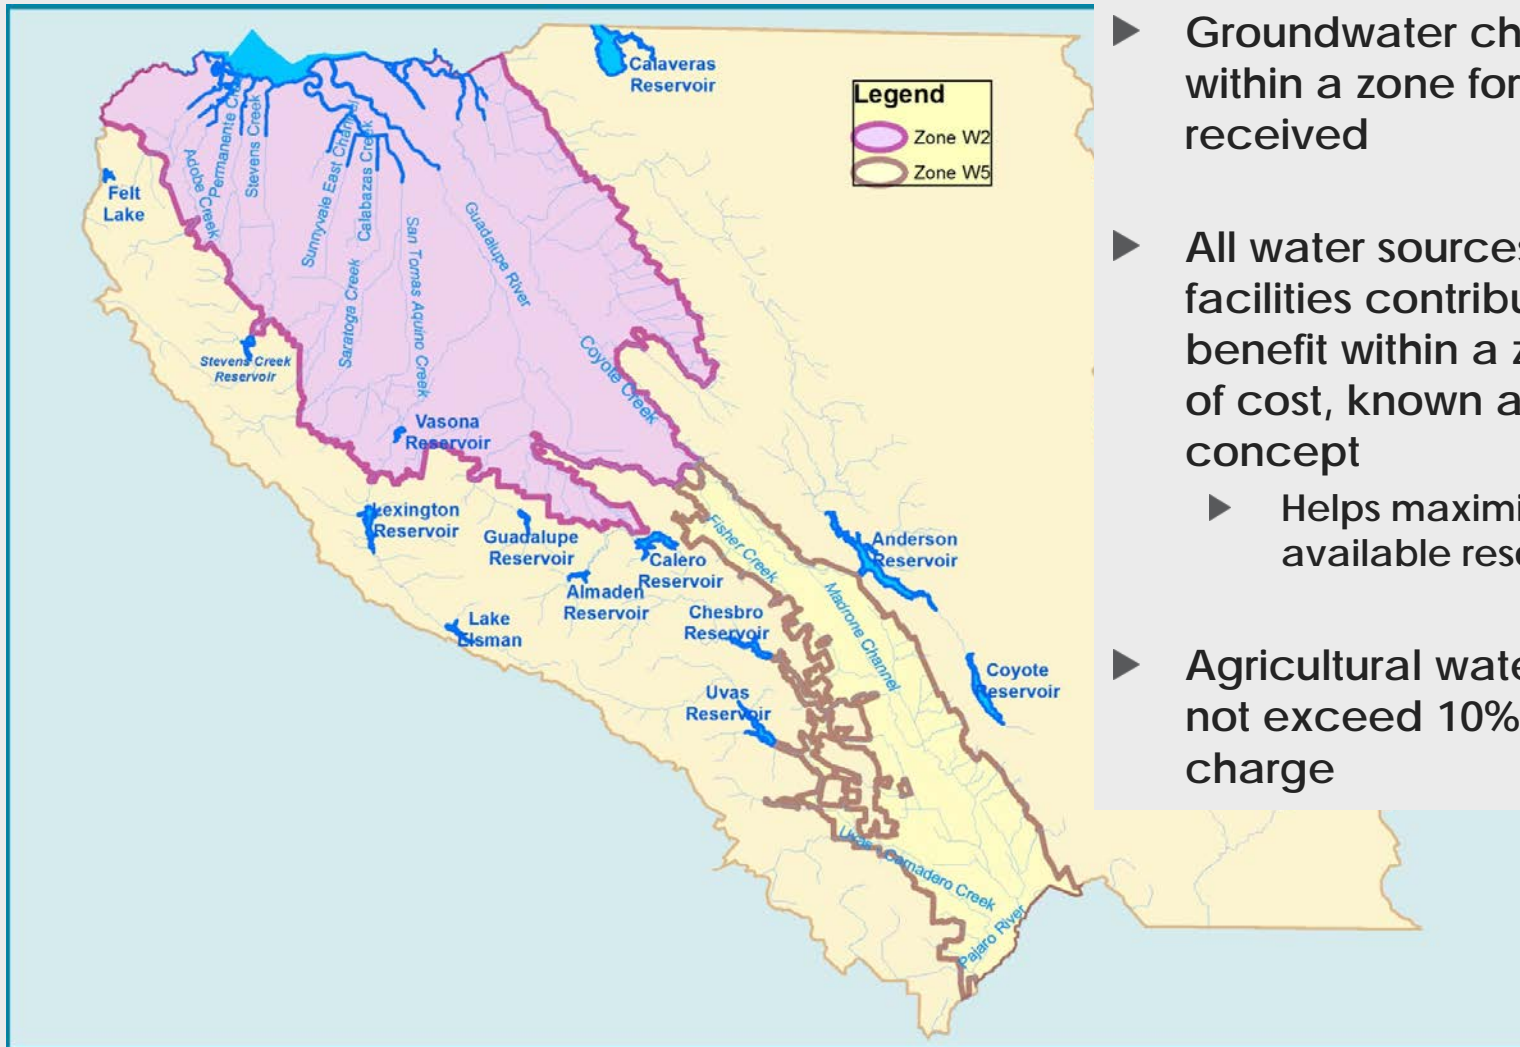 Calaveras
Reservoir
Legend
Zone W2
Zone W5
Felt
Lake
Adobe Creek
Permanente
Stevens Creek
Sunnyvale East Channel
Calabazas Creek
Saratoga Creek
San Tomas Aquino Creek
Guadalupe River
Coyote Creek
Stevens Creek
Reservoir
Vasona
Reservoir
Lexington
Reservoir
Guadalupe
Reservoir
Almaden
Reservoir
Calero
Reservoir
Lake
Elsman
Chesbro
Reservoir
Uvas
Reservoir
Fisher Creek
Madrone Channel
Anderson
Reservoir
Coyote
Reservoir
Uvas - Carnadero Creek
Pajaro River
▶ Groundwater ch
within a zone for
received
▶ All water sources
facilities contribu
benefit within a z
of cost, known a
concept
▶ Helps maximi
available rese
▶ Agricultural wate
not exceed 10%
charge